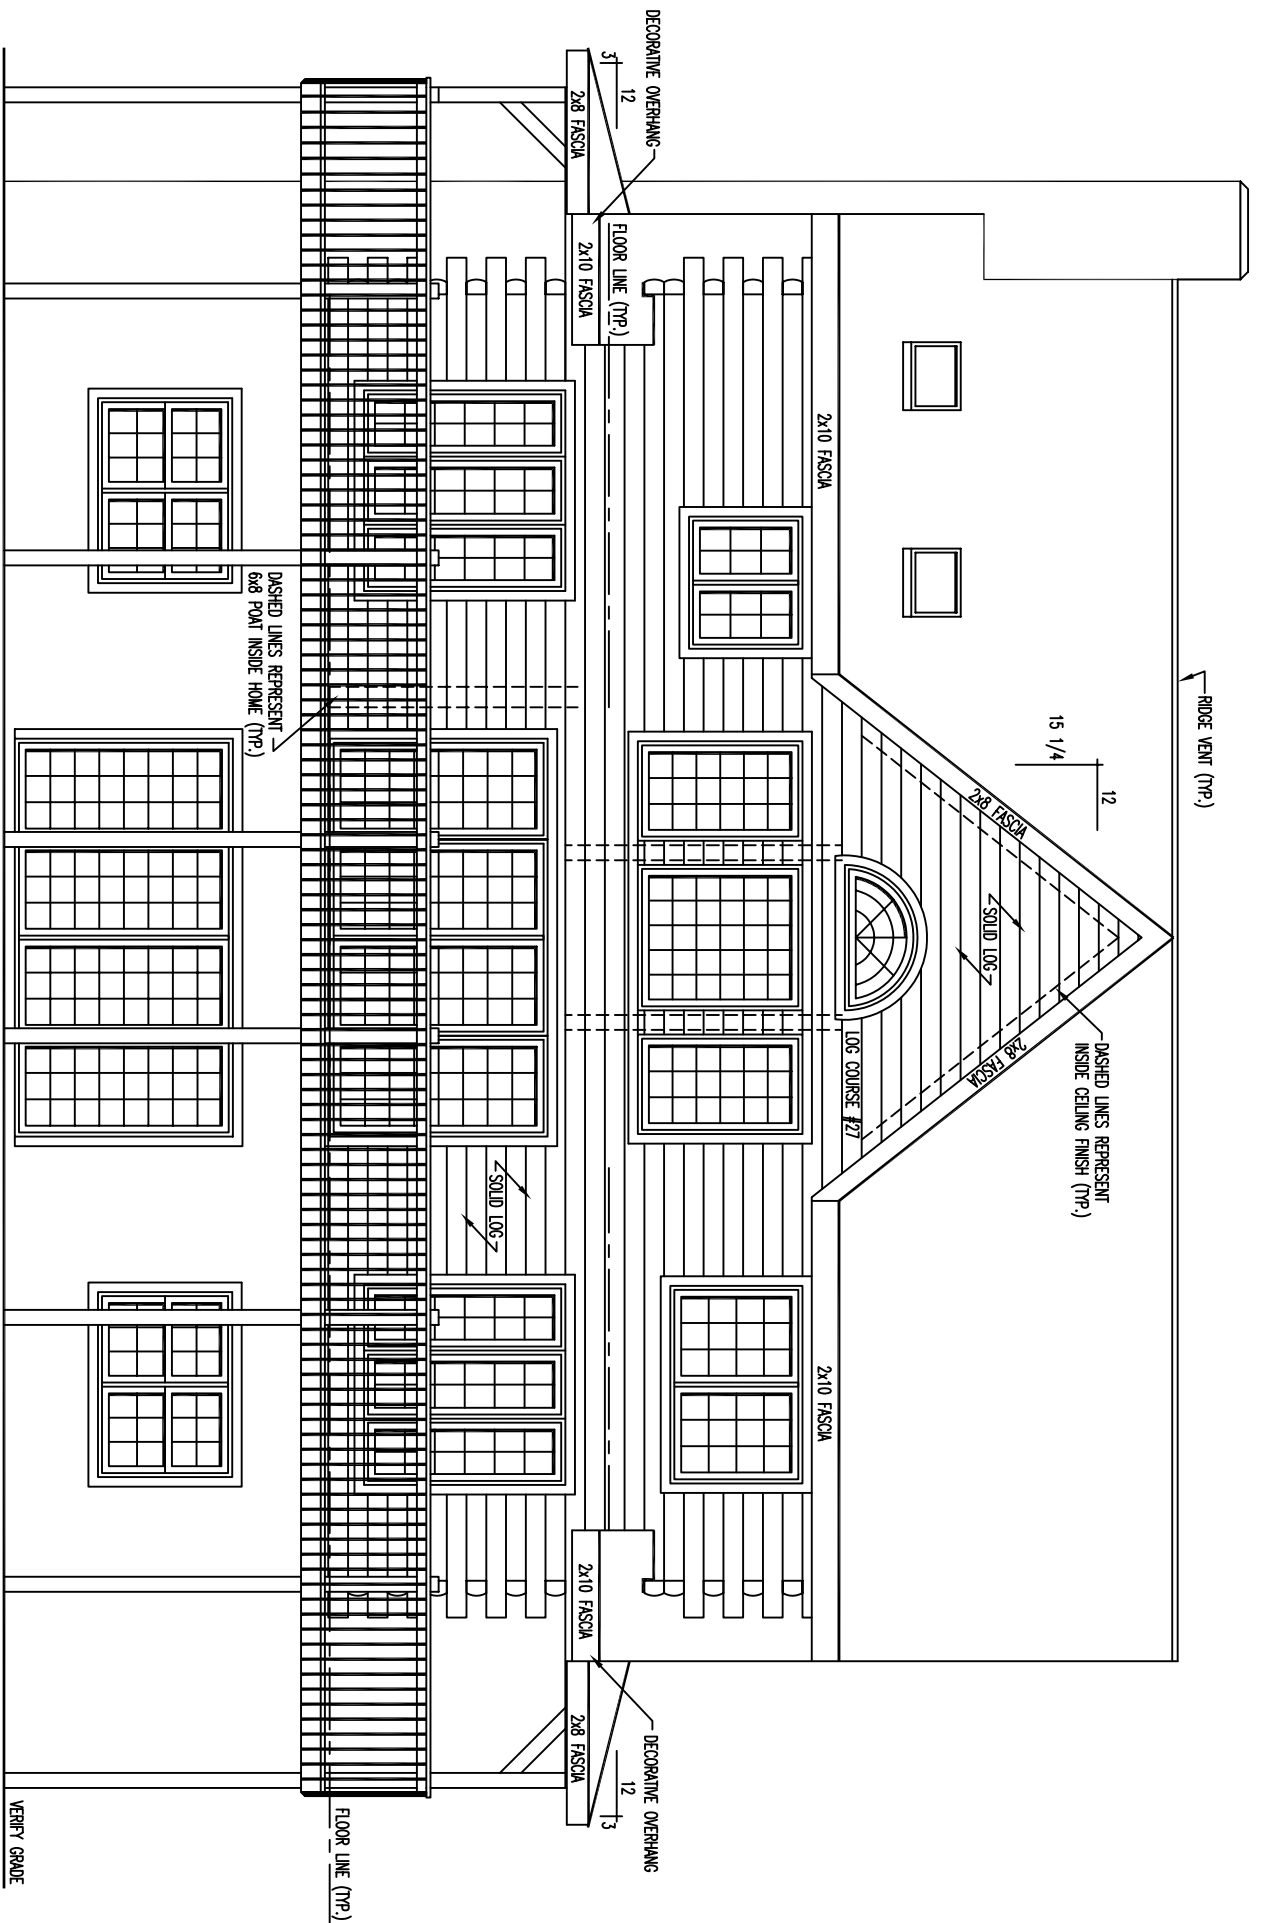 RIDGE VENT (TYP.)
12
15 1/4
2x8 FASCIA
2x8 FASCIA
SOLID LOG
DASHED LINES REPRESENT
INSIDE CEILING FINISH (TYP.)
LOG COURSE #27
2x10 FASCIA
2x10 FASCIA
DECORATIVE OVERHANG
12
3
2x8 FASCIA
FLOOR LINE (TYP.)
2x10 FASCIA
DECORATIVE OVERHANG
12
3
2x10 FASCIA
2x8 FASCIA
SOLID LOG
FLOOR LINE (TYP.)
DASHED LINES REPRESENT
6x8 POAT INSIDE HOME (TYP.)
VERIFY GRADE